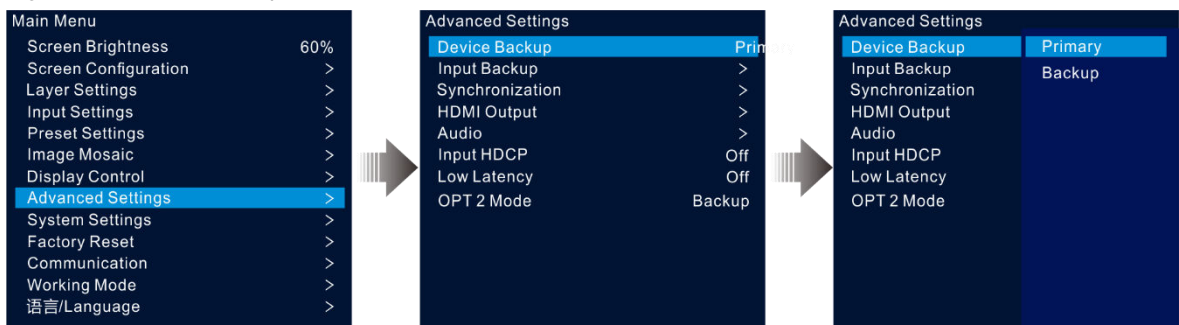 Main Menu
Screen Brightness 60%
Screen Configuration >
Layer Settings >
Input Settings >
Preset Settings >
Image Mosaic >
Display Control >
Advanced Settings >
System Settings >
Factory Reset >
Communication >
Working Mode >
语言/Language >
Advanced Settings
Device Backup Primary
Input Backup >
Synchronization >
HDMI Output >
Audio >
Input HDCP Off
Low Latency Off
OPT 2 Mode Backup
Advanced Settings
Device Backup Primary
Input Backup Backup
Synchronization
HDMI Output
Audio
Input HDCP
Low Latency
OPT 2 Mode